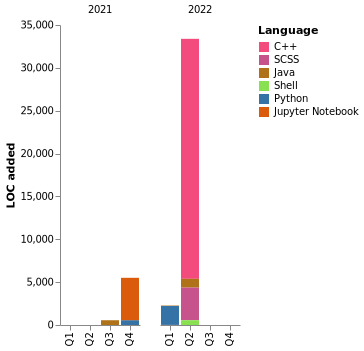 2021 2022
Language
C++
SCSS
Java
Shell
Python
Jupyter Notebook
LOC added
35,000
30,000
25,000
20,000
15,000
10,000
5,000
0
Q1 Q2 Q3 Q4 Q1 Q2 Q3 Q4